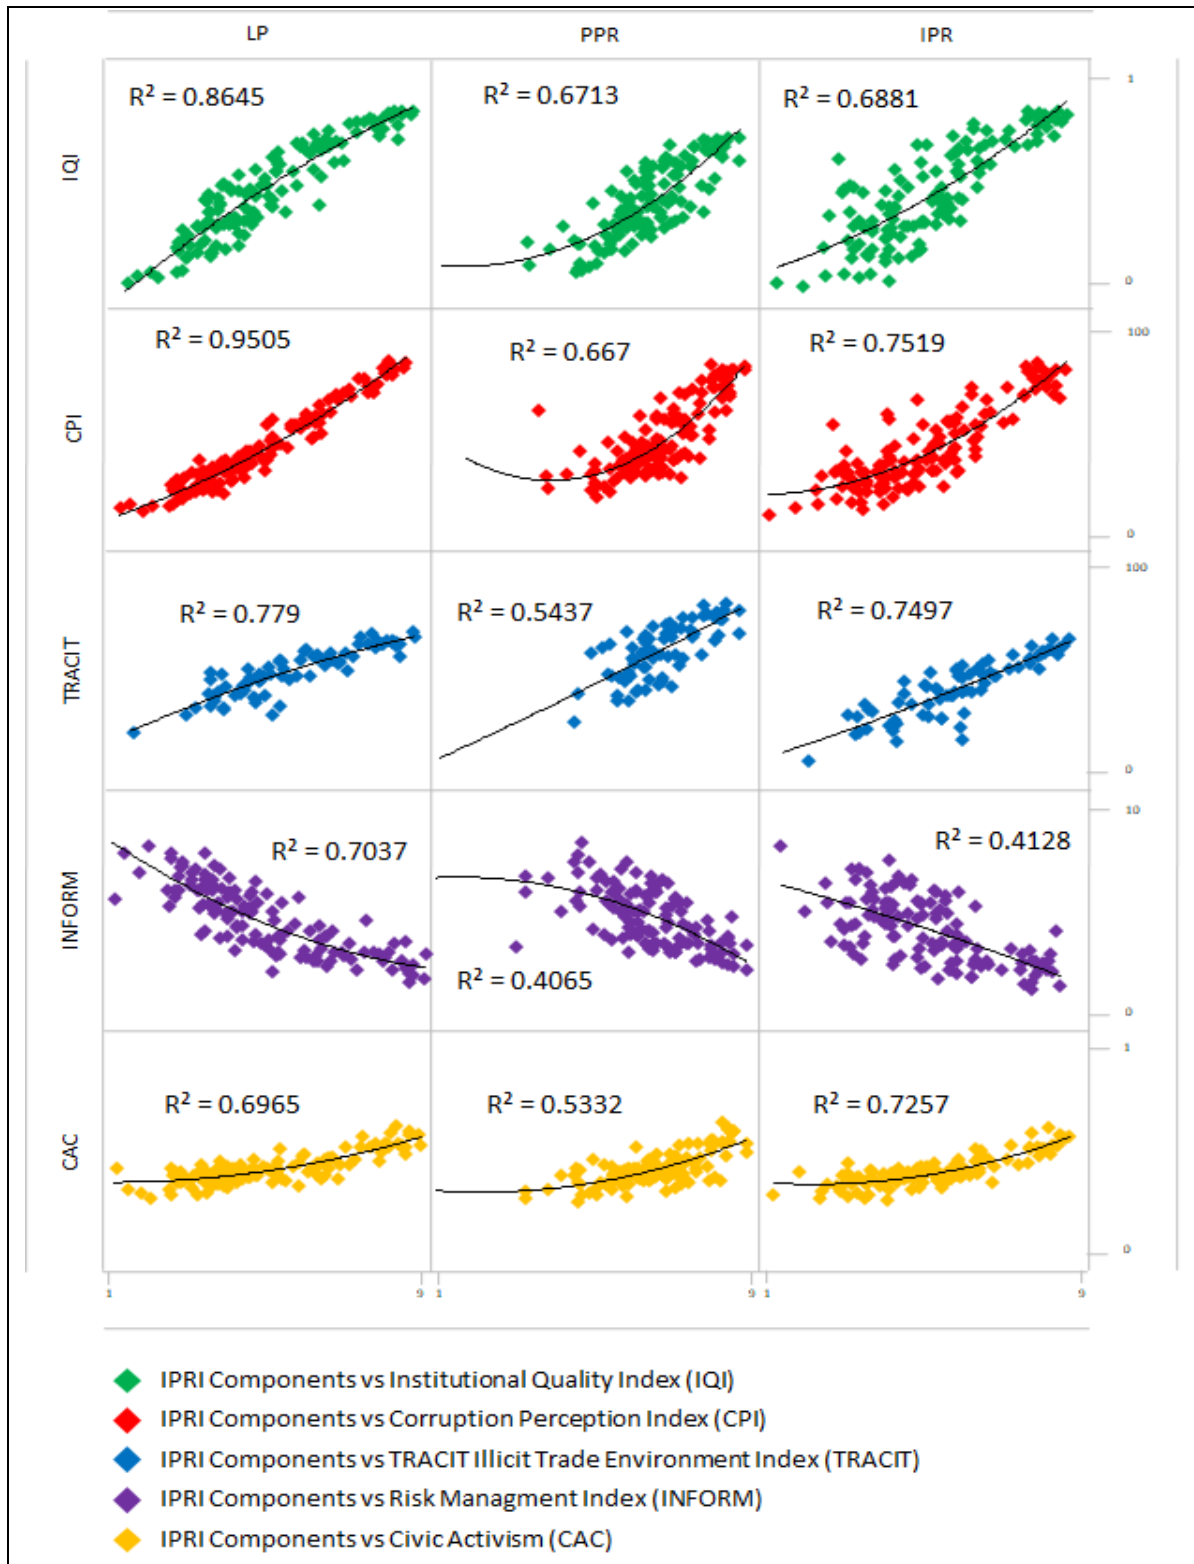 LP PPR IPR
R² = 0.8645 R² = 0.6713 R² = 0.6881
1
IQI
0
R² = 0.9505 R² = 0.667 R² = 0.7519
100
CPI
0
R² = 0.779 R² = 0.5437 R² = 0.7497
100
TRACIT
0
R² = 0.7037 R² = 0.4065 R² = 0.4128
10
INFORM
0
R² = 0.6965 R² = 0.5332 R² = 0.7257
1
CAC
0
1 9 1 9 1 9
IPRI Components vs Institutional Quality Index (IQI)
IPRI Components vs Corruption Perception Index (CPI)
IPRI Components vs TRACIT Illicit Trade Environment Index (TRACIT)
IPRI Components vs Risk Managment Index (INFORM)
IPRI Components vs Civic Activism (CAC)